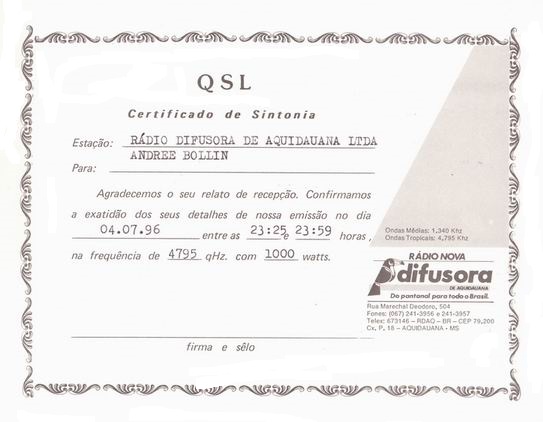 QSL
Certificado de Sintonia
Estação: RÁDIO DIFUSORA DE AQUIDAUANA LTDA
Para: ANDREE BOLLIN
Agradecemos o seu relato de recepção. Confirmamos
a exatidão dos seus detalhes de nossa emissão no dia
04.07.96 entre as 23:25 e 23:59 horas,
na frequência de 4795 qHz. com 1000 watts.
firma e sêlo
Ondas Médias: 1.340 Khz
Ondas Tropicais: 4,795 Khz
RÁDIO NOVA
difusora
DE AQUIDAUANA
Do pantanal para todo o Brasil.
Rua Marechal Deodoro, 504
Fones: (067) 241-3956 e 241-3957
Telex: 673146 - RDAQ - BR - CEP 79,200
Cx. P. 18 - AQUIDAUANA - MS